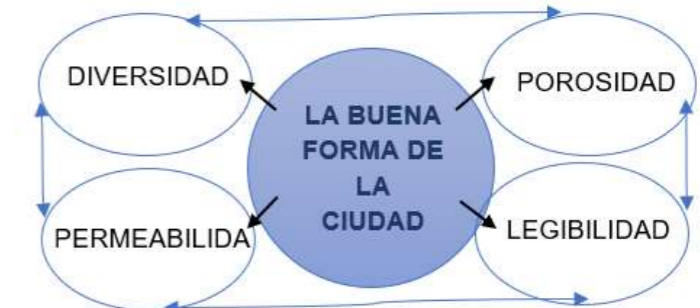 DIVERSIDAD
POROSIDAD
LA BUENA
FORMA DE
LA
CIUDAD
PERMEABILIDA
LEGIBILIDAD